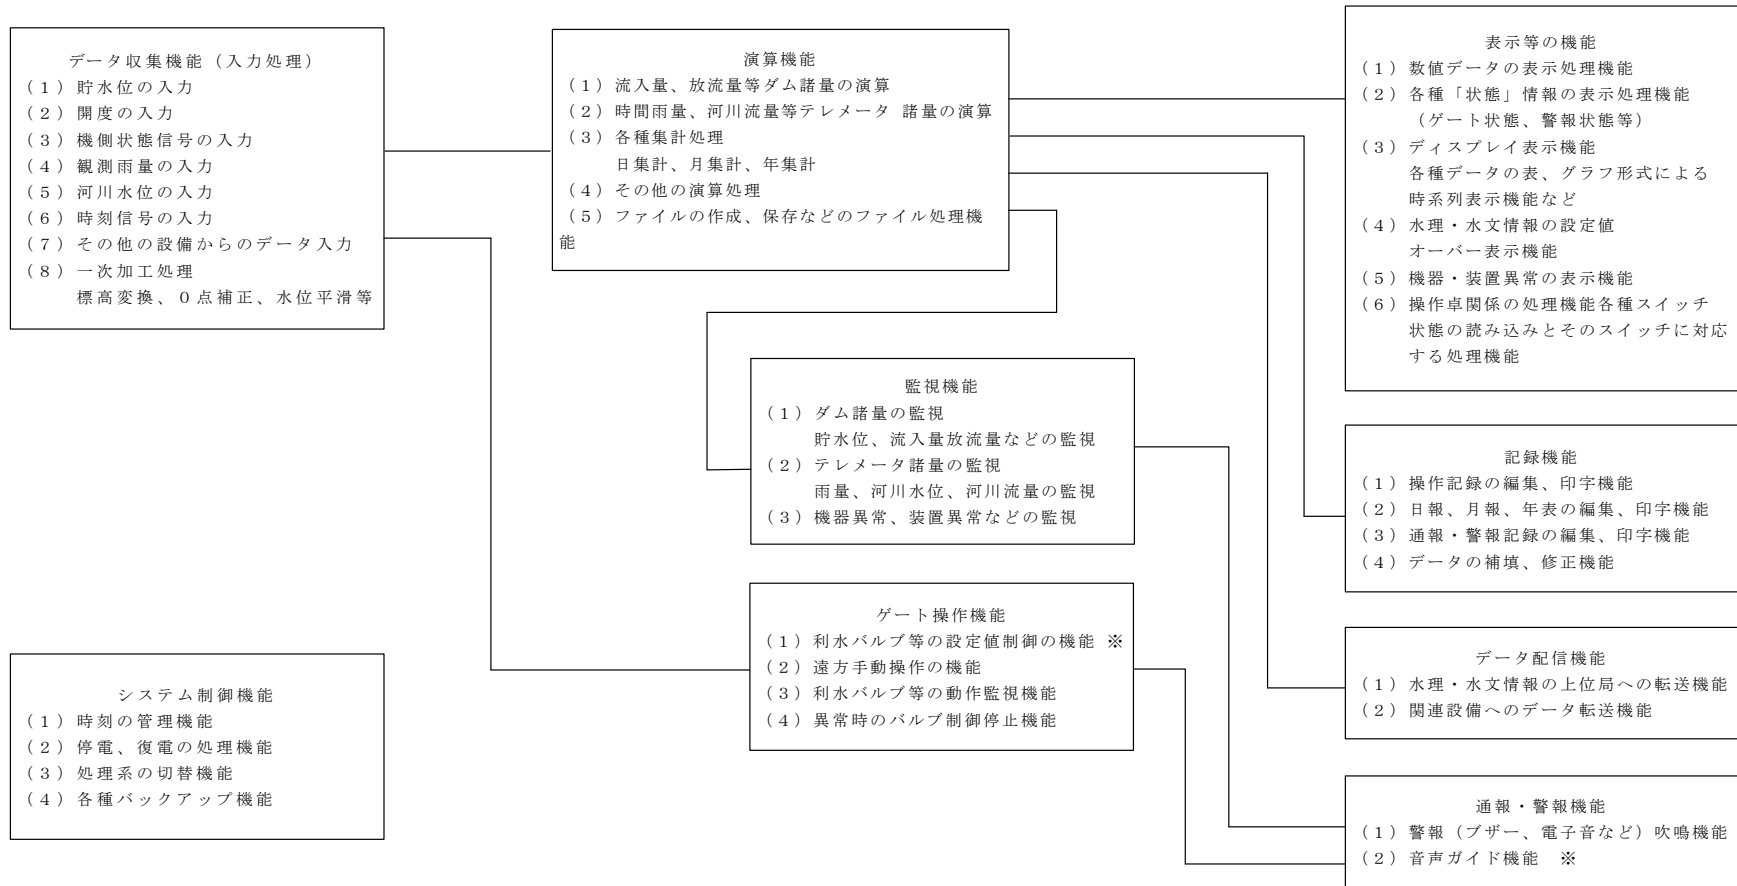 データ収集機能（入力処理）
（１）貯水位の入力
（２）開度の入力
（３）機側状態信号の入力
（４）観測雨量の入力
（５）河川水位の入力
（６）時刻信号の入力
（７）その他の設備からのデータ入力
（８）一次加工処理
標高変換、０点補正、水位平滑等
システム制御機能
（１）時刻の管理機能
（２）停電、復電の処理機能
（３）処理系の切替機能
（４）各種バックアップ機能
演算機能
（１）流入量、放流量等ダム諸量の演算
（２）時間雨量、河川流量等テレメータ 諸量の演算
（３）各種集計処理
日集計、月集計、年集計
（４）その他の演算処理
（５）ファイルの作成、保存などのファイル処理機
能
監視機能
（１）ダム諸量の監視
貯水位、流入量放流量などの監視
（２）テレメータ諸量の監視
雨量、河川水位、河川流量の監視
（３）機器異常、装置異常などの監視
ゲート操作機能
（１）利水バルブ等の設定値制御の機能 ※
（２）遠方手動操作の機能
（３）利水バルブ等の動作監視機能
（４）異常時のバルブ制御停止機能
表示等の機能
（１）数値データの表示処理機能
（２）各種「状態」情報の表示処理機能
（ゲート状態、警報状態等）
（３）ディスプレイ表示機能
各種データの表、グラフ形式による
時系列表示機能など
（４）水理・水文情報の設定値
オーバー表示機能
（５）機器・装置異常の表示機能
（６）操作卓関係の処理機能各種スイッチ
状態の読み込みとそのスイッチに対応
する処理機能
記録機能
（１）操作記録の編集、印字機能
（２）日報、月報、年表の編集、印字機能
（３）通報・警報記録の編集、印字機能
（４）データの補填、修正機能
データ配信機能
（１）水理・水文情報の上位局への転送機能
（２）関連設備へのデータ転送機能
通報・警報機能
（１）警報（ブザー、電子音など）吹鳴機能
（２）音声ガイド機能　※